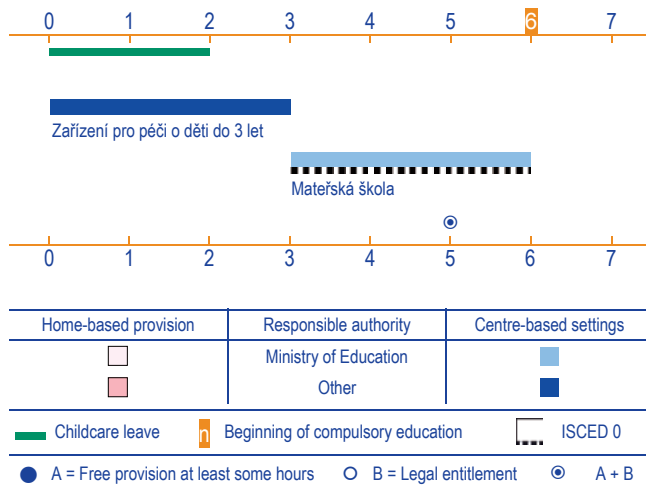 0 1 2 3 4 5 6 7
Zařízení pro péči o děti do 3 let
Mateřská škola
0 1 2 3 4 5 6 7
Home-based provision Responsible authority Centre-based settings
Ministry of Education
Other
Childcare leave n Beginning of compulsory education ISCED 0
A = Free provision at least some hours B = Legal entitlement A + B